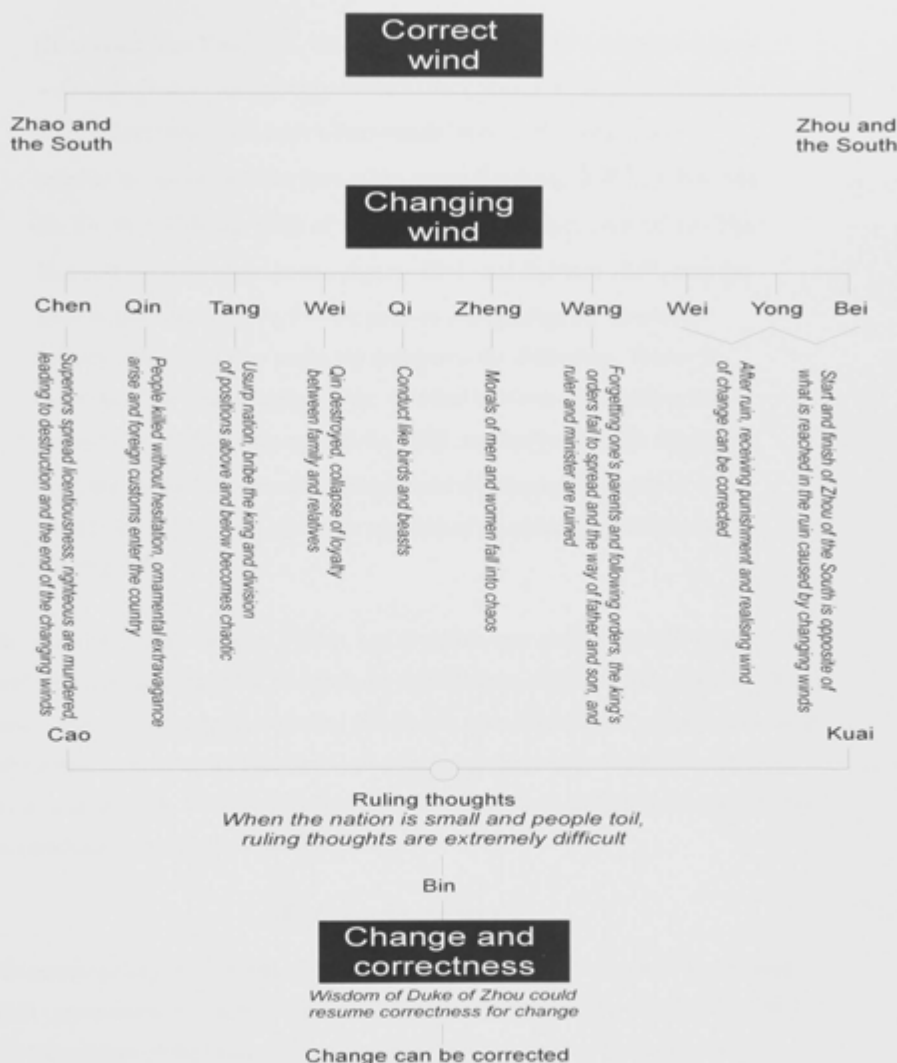 Correct
wind
Zhao and
the South
Zhou and
the South
Changing
wind
Chen
Qin
Tang
Wei
Qi
Zheng
Wang
Wei
Yong
Bei
Superiors spread licentiousness; righteous are murdered,
leading to destruction and the end of the changing winds
People killed without hesitation, ornamental extravagance
arise and foreign customs enter the country
Usurp nation, bribe the king and division
of positions above and below becomes chaotic
Qin destroyed, collapse of loyalty
between family and relatives
Conduct like birds and beasts
Morals of men and women fall into chaos
Forgetting one's parents and following orders, the king's
orders fail to spread and the way of father and son, and
ruler and minister are ruined
After ruin, receiving punishment and realising wind
of change can be corrected
Start and finish of Zhou of the South is opposite of
what is reached in the ruin caused by changing winds
Cao
Kuai
Ruling thoughts
When the nation is small and people toil,
ruling thoughts are extremely difficult
Bin
Change and
correctness
Wisdom of Duke of Zhou could
resume correctness for change
Change can be corrected